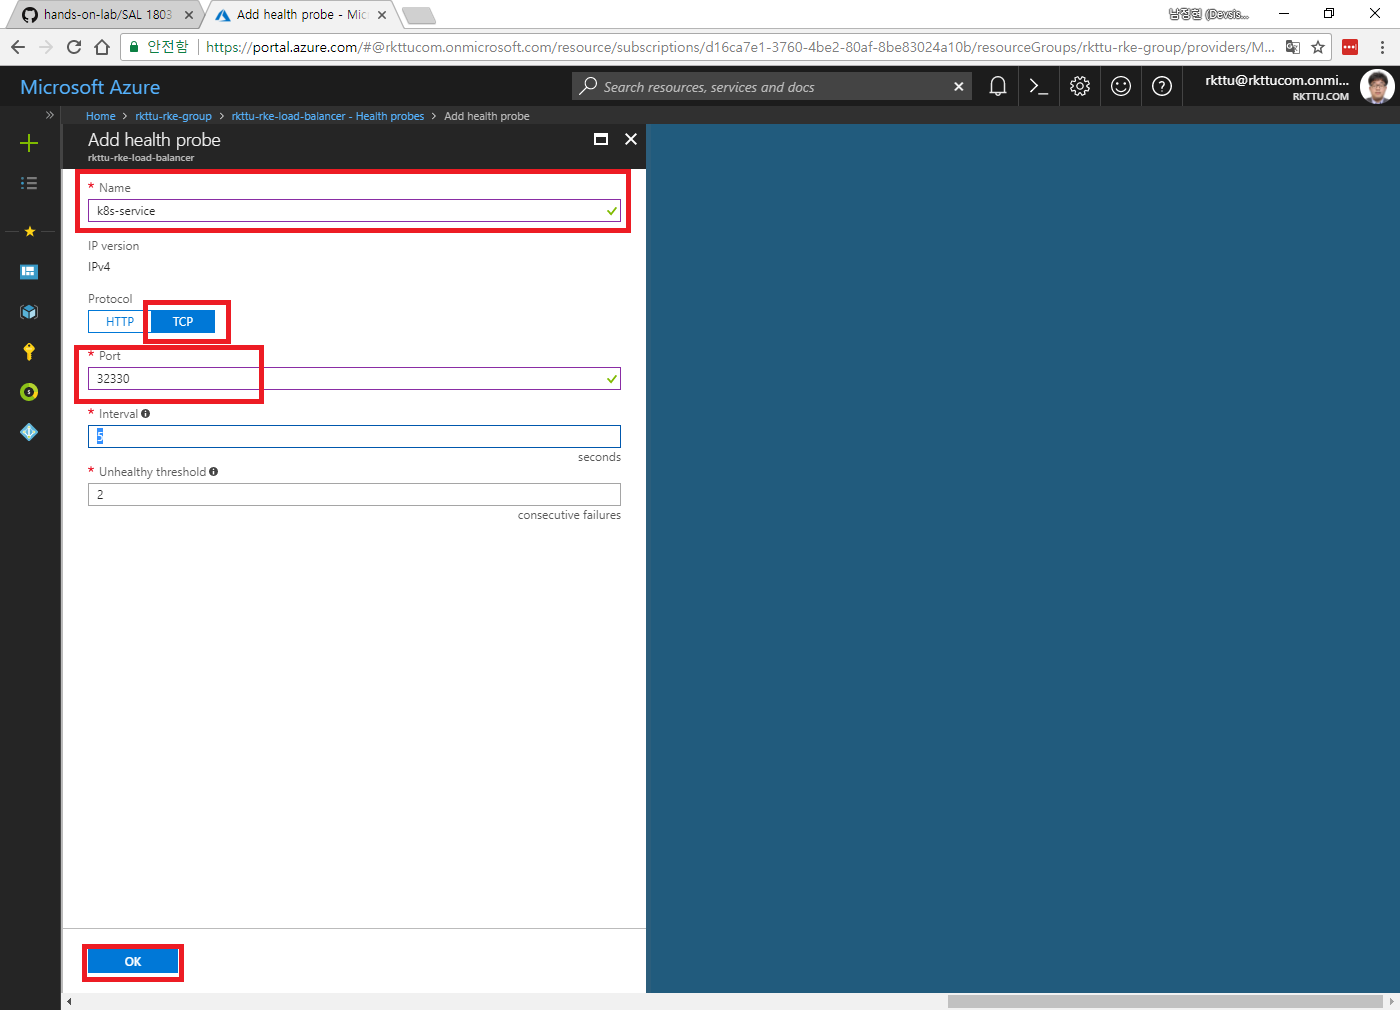 hands-on-lab/SAL 1803
Add health probe - Mic
안전함
https://portal.azure.com/#@rkttucom.onmicrosoft.com/resource/subscriptions/d16ca7e1-3760-4be2-80af-8be83024a10b/resourceGroups/rkttu-rke-group/providers/M...
Microsoft Azure
Search resources, services and docs
rkttu@rkttucom.onmi...
RKTTU.COM
Home > rkttu-rke-group > rkttu-rke-load-balancer - Health probes > Add health probe
Add health probe
rkttu-rke-load-balancer
* Name
k8s-service
IP version
IPv4
Protocol
HTTP
TCP
* Port
32330
* Interval
5
seconds
* Unhealthy threshold
2
consecutive failures
OK